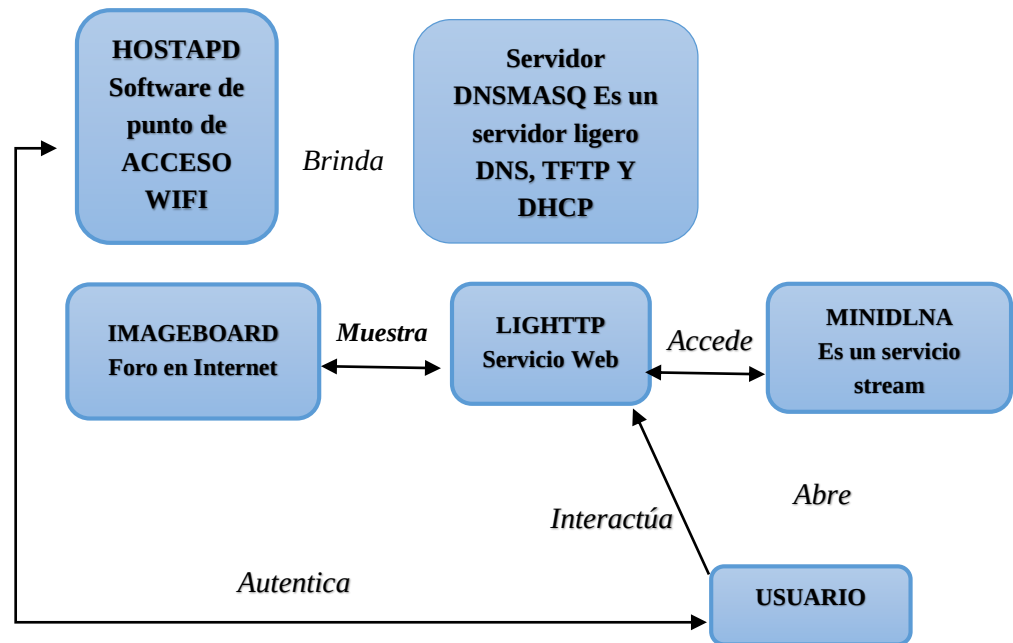 HOSTAPD
Software de
punto de
ACCESO
WIFI
Brinda
Servidor
DNSMASQ Es un
servidor ligero
DNS, TFTP Y
DHCP
IMAGEBOARD
Foro en Internet
Muestra
LIGHTTP
Servicio Web
Accede
MINIDLNA
Es un servicio
stream
Abre
Interactúa
Autentica
USUARIO